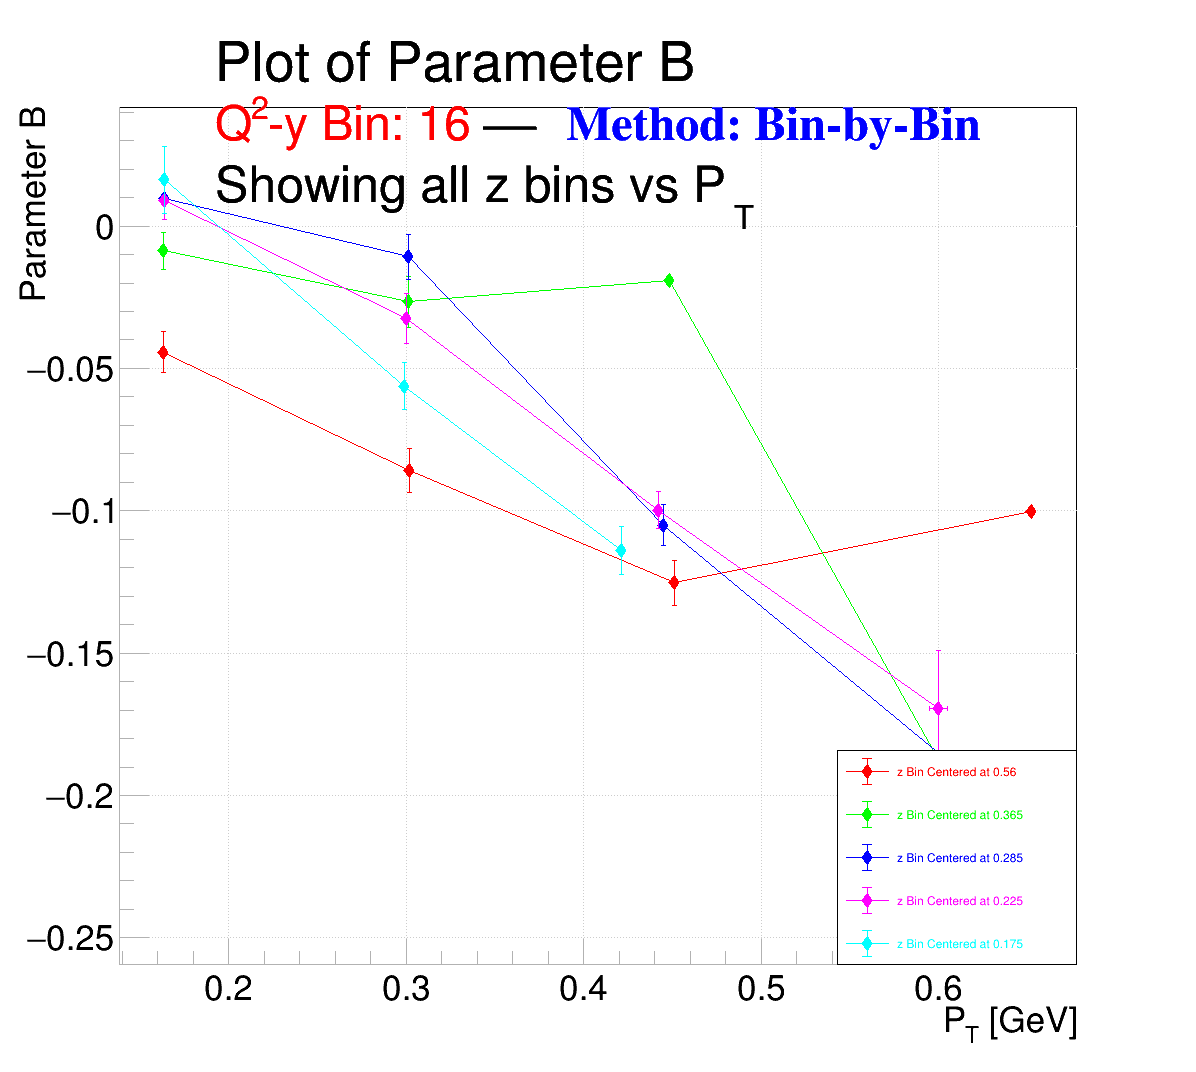 Plot of Parameter B
Q²-y Bin: 16 — Method: Bin-by-Bin
Showing all z bins vs P_T
Parameter B
0
−0.05
−0.1
−0.15
−0.2
−0.25
z Bin Centered at 0.56
z Bin Centered at 0.365
z Bin Centered at 0.285
z Bin Centered at 0.225
z Bin Centered at 0.175
0.2 0.3 0.4 0.5 0.6
P_T [GeV]